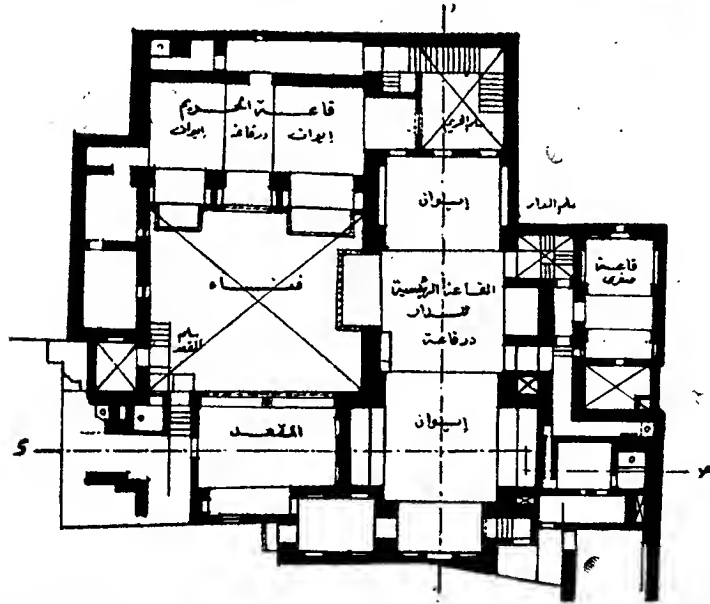 قاعة الحريم
إيوان
درقاعة
إيوان
سلم الحريم
إيوان
سلم الدار
قاعة
صغرى
فناء
القاعة الرئيسية
للدار
درقاعة
سلم
المقعد
المقعد
إيوان